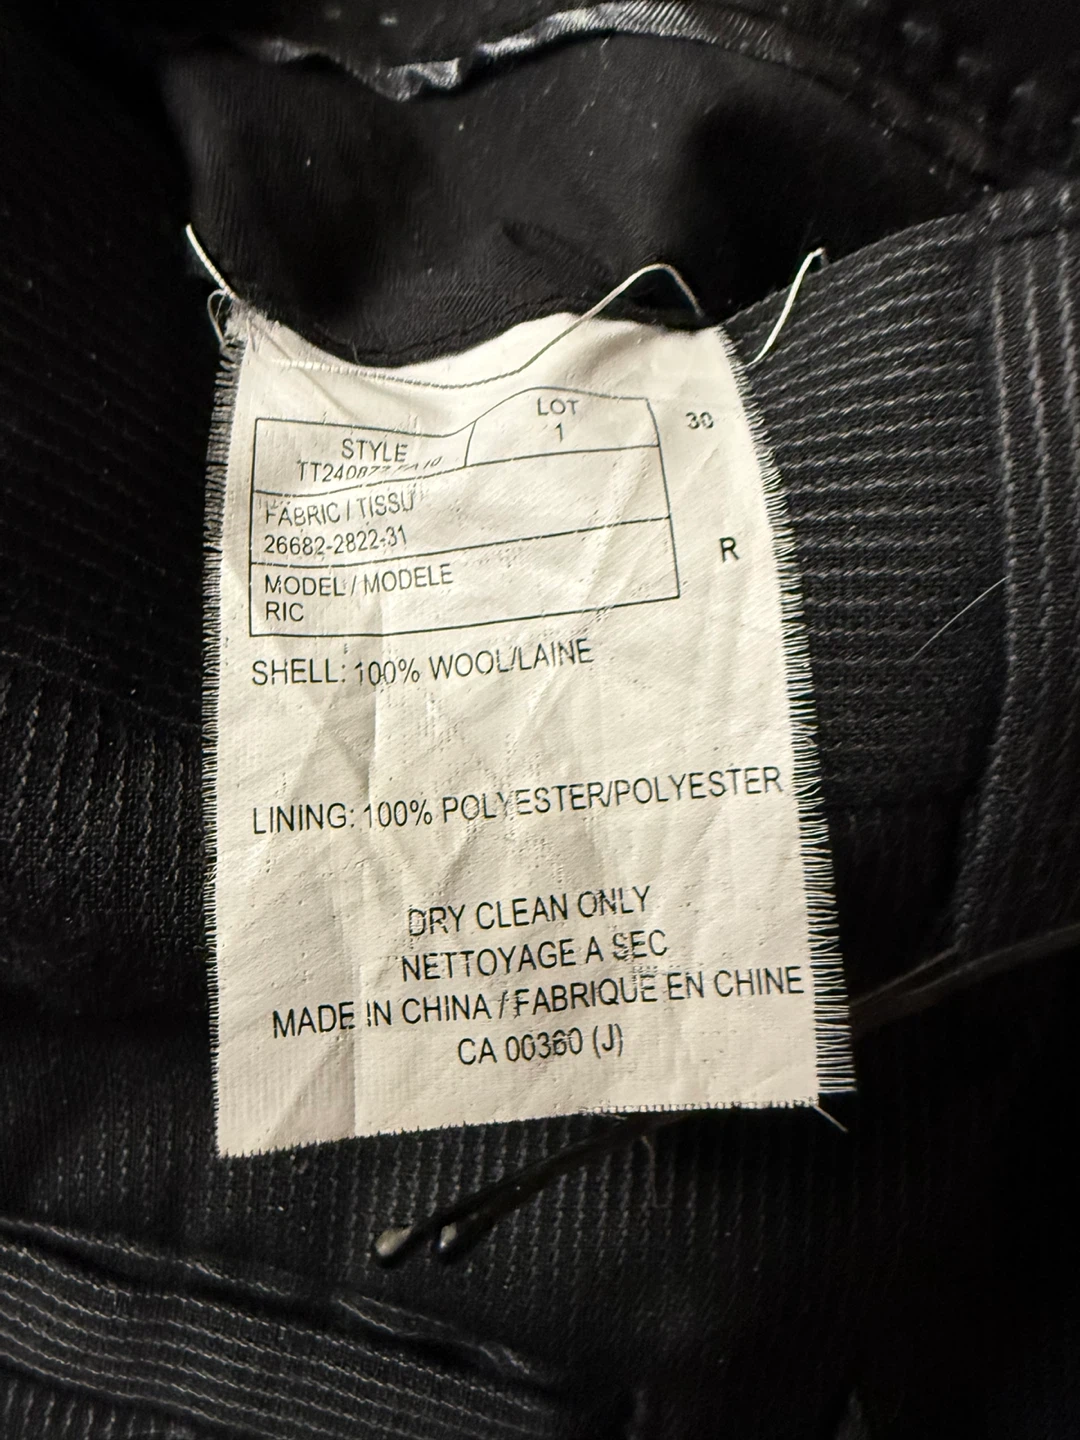 LOT
1
30
STYLE
FABRIC / TISSU
26682-2822-31
R
MODEL / MODELE
RIC
SHELL: 100% WOOL/LAINE
LINING: 100% POLYESTER/POLYESTER
DRY CLEAN ONLY
NETTOYAGE A SEC
MADE IN CHINA / FABRIQUE EN CHINE
CA 00360 (J)